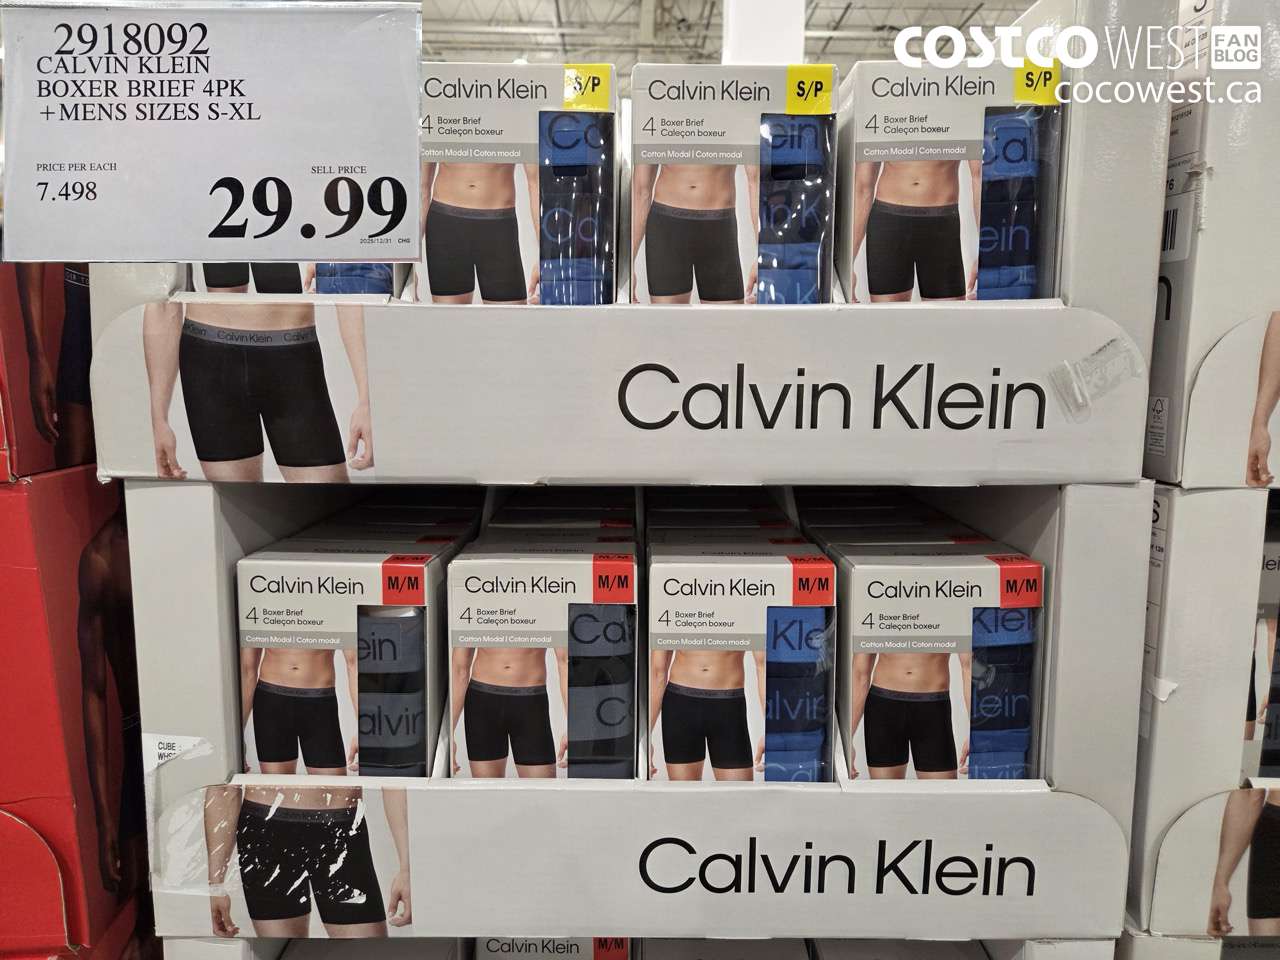 2918092
CALVIN KLEIN
BOXER BRIEF 4PK
+MENS SIZES S-XL
PRICE PER EACH
7.498
SELL PRICE
29.99
2025/12/31 CHG
COSTCO WEST FAN BLOG
cocowest.ca
Calvin Klein S/P
4 Boxer Brief
Caleçon boxeur
Cotton Modal | Coton modal
Calvin Klein S/P
4 Boxer Brief
Caleçon boxeur
Cotton Modal | Coton modal
Calvin Klein S/P
4 Boxer Brief
Caleçon boxeur
Cotton Modal | Coton modal
Calvin Klein
Calvin Klein
Calvin Klein M/M
4 Boxer Brief
Caleçon boxeur
Cotton Modal | Coton modal
Calvin Klein M/M
4 Boxer Brief
Caleçon boxeur
Cotton Modal | Coton modal
Calvin Klein M/M
4 Boxer Brief
Caleçon boxeur
Cotton Modal | Coton modal
Calvin Klein M/M
4 Boxer Brief
Caleçon boxeur
Cotton Modal | Coton modal
CUBE
Calvin Klein
Calvin Klein M/M